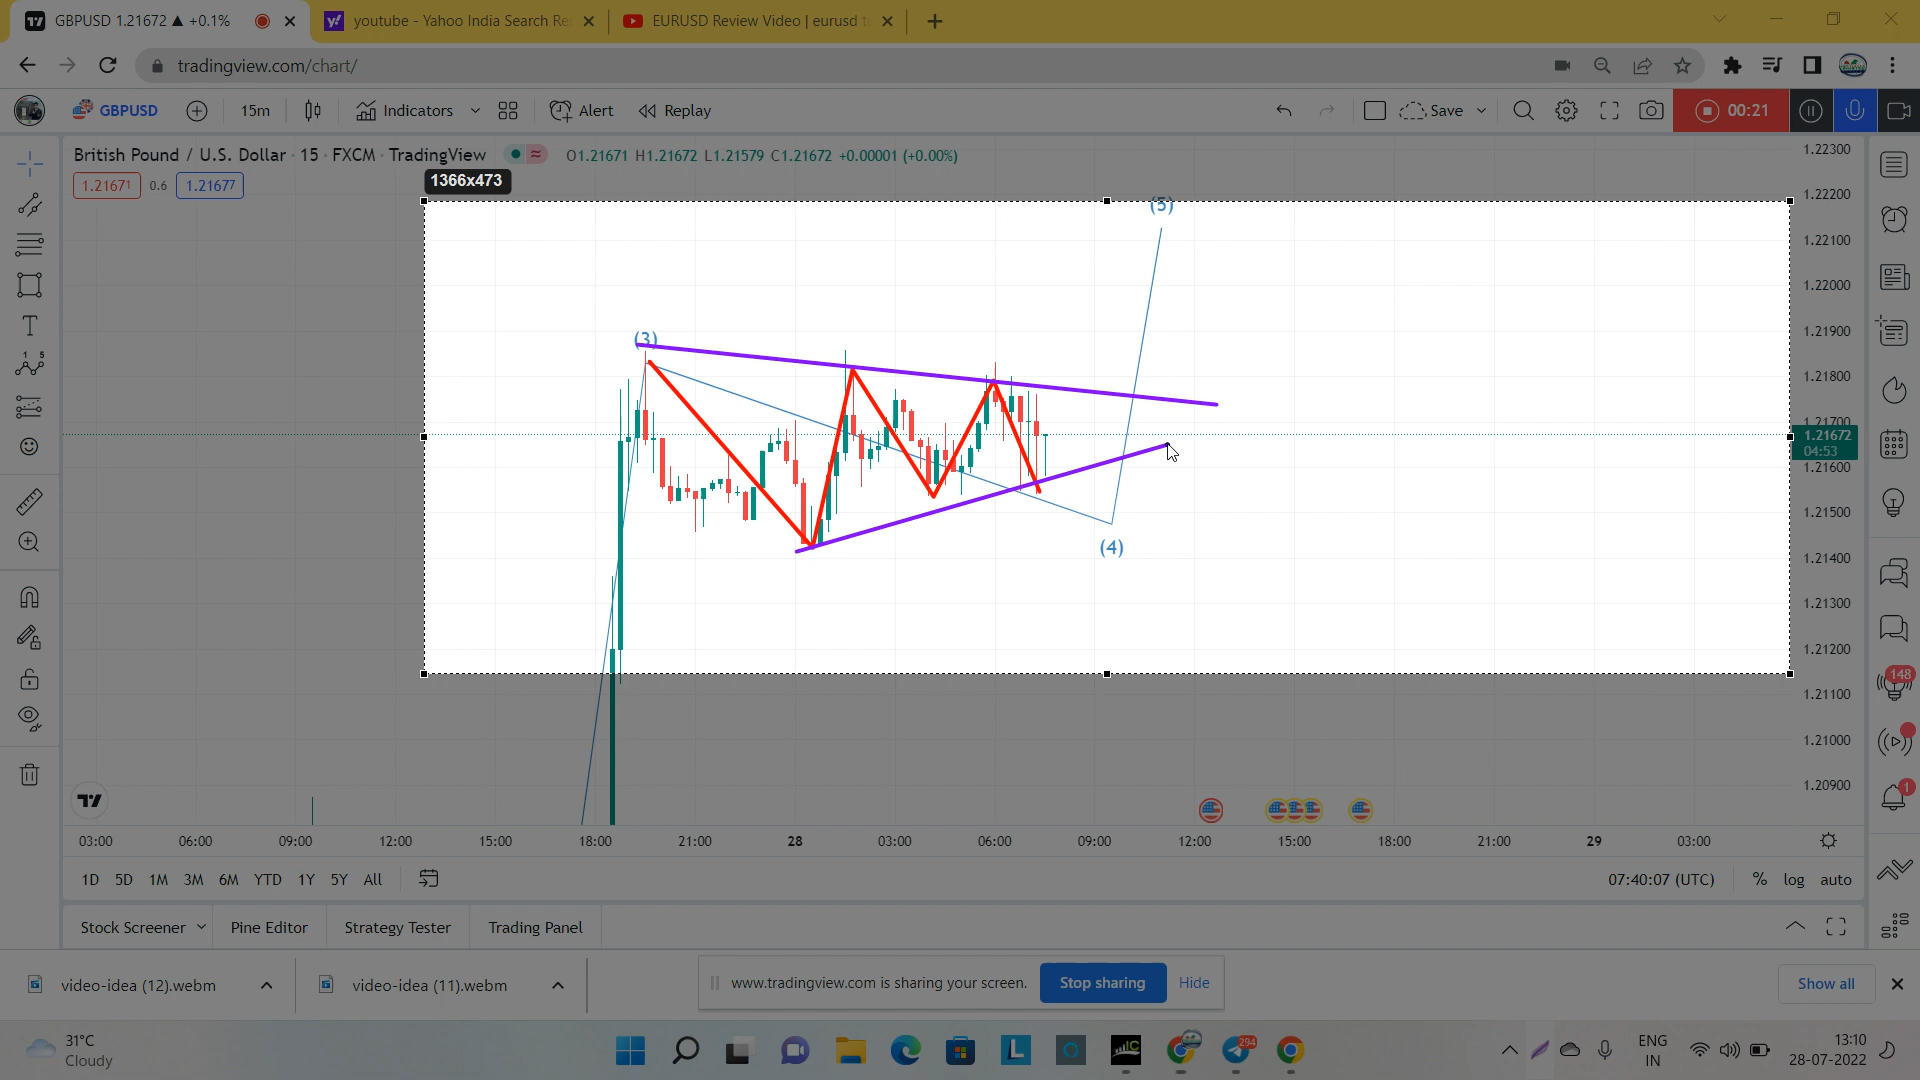 GBPUSD 1.21672 ▲ +0.1%
youtube - Yahoo India Search Re
EURUSD Review Video | eurusd t
tradingview.com/chart/
GBPUSD
15m
Indicators
Alert
Replay
Save
00:21
British Pound / U.S. Dollar · 15 · FXCM · TradingView
O1.21671 H1.21672 L1.21579 C1.21672 +0.00001 (+0.00%)
1.21671
0.6
1.21677
1366x473
(5)
(3)
(4)
1.22300
1.22200
1.22100
1.22000
1.21900
1.21800
1.21700
1.21672
04:53
1.21600
1.21500
1.21400
1.21300
1.21200
1.21100
1.21000
1.20900
148
1
03:00
06:00
09:00
12:00
15:00
18:00
21:00
28
03:00
06:00
09:00
12:00
15:00
18:00
21:00
29
03:00
1D 5D 1M 3M 6M YTD 1Y 5Y All
07:40:07 (UTC)
% log auto
Stock Screener
Pine Editor
Strategy Tester
Trading Panel
video-idea (12).webm
video-idea (11).webm
www.tradingview.com is sharing your screen.
Stop sharing
Hide
Show all
31°C
Cloudy
294
ENG
IN
13:10
28-07-2022